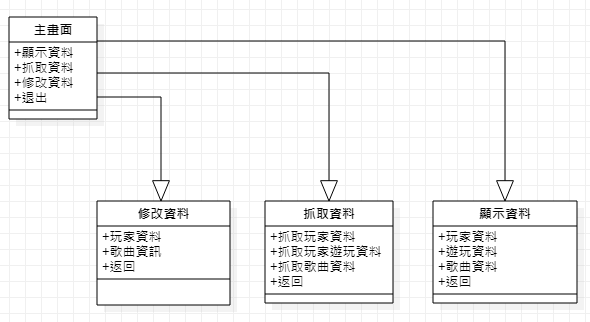 主畫面
+顯示資料
+抓取資料
+修改資料
+退出
修改資料
+玩家資料
+歌曲資訊
+返回
抓取資料
+抓取玩家資料
+抓取玩家遊玩資料
+抓取歌曲資料
+返回
顯示資料
+玩家資料
+遊玩資料
+歌曲資料
+返回